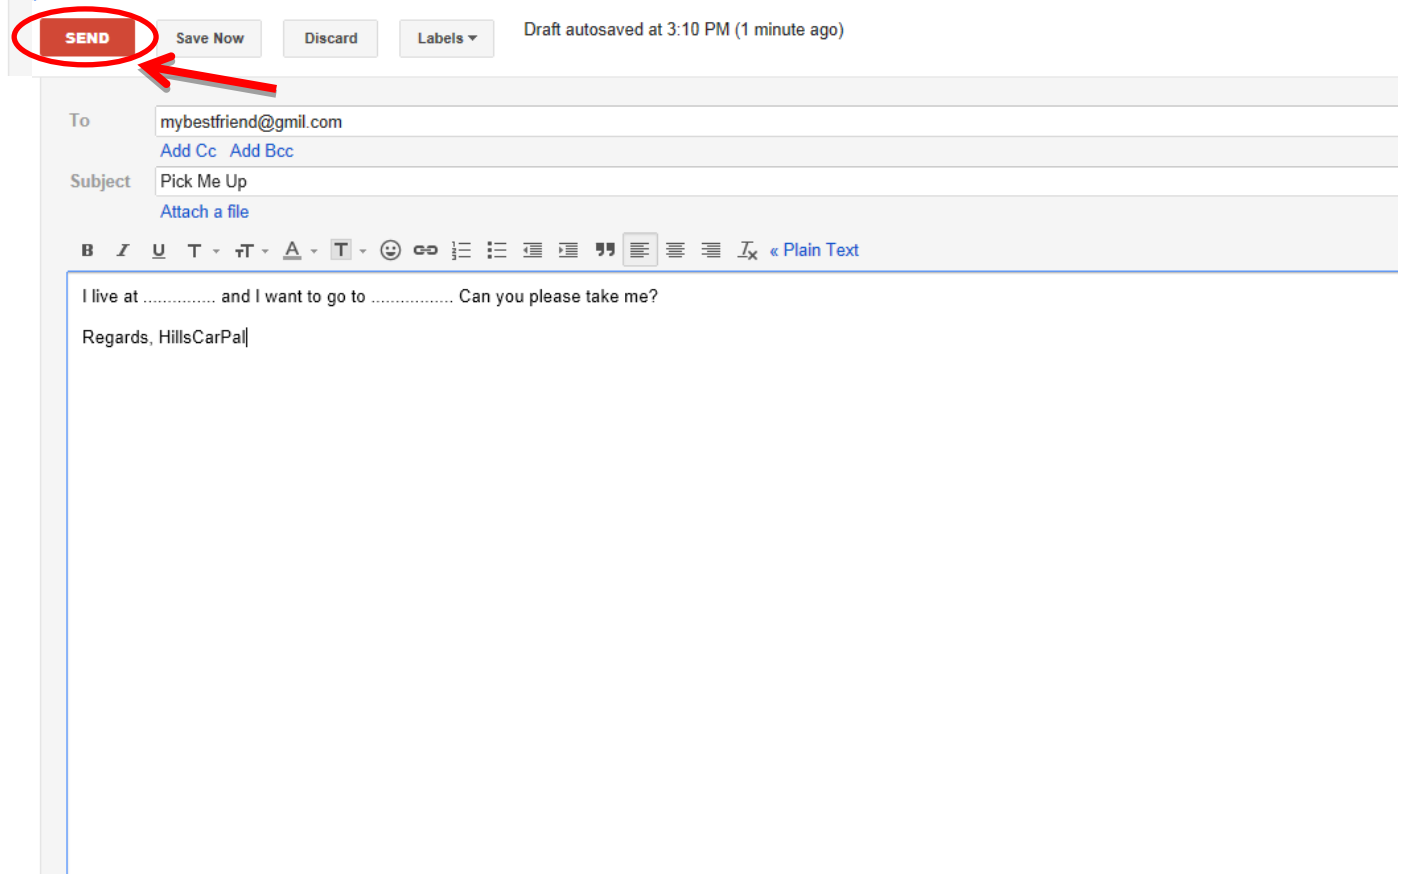 SEND Save Now Discard Labels Draft autosaved at 3:10 PM (1 minute ago)
To mybestfriend@gmil.com
Add Cc Add Bcc
Subject Pick Me Up
Attach a file
B I U T TT A T T « Plain Text
I live at ............... and I want to go to ................. Can you please take me?
Regards, HillsCarPal